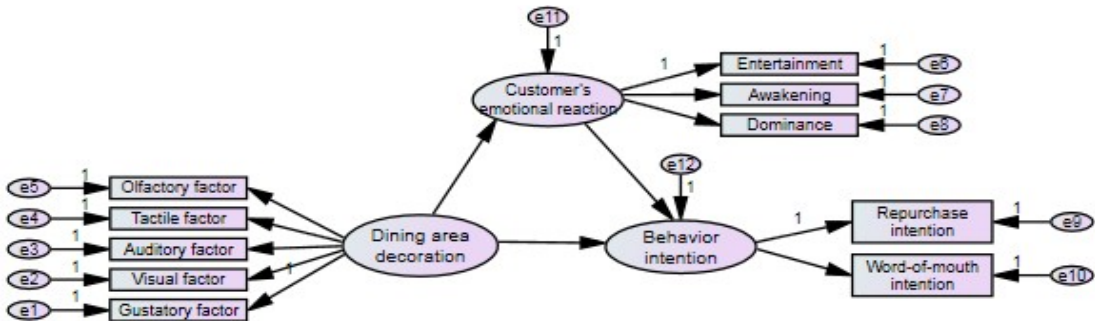 e11
1
Customer's
emotional reaction
1
Entertainment
1
e6
Awakening
1
e7
Dominance
1
e8
e12
1
e5
1
Olfactory factor
e4
1
Tactile factor
e3
1
Auditory factor
e2
1
Visual factor
e1
1
Gustatory factor
1
Dining area
decoration
Behavior
intention
1
Repurchase
intention
1
e9
Word-of-mouth
intention
1
e10